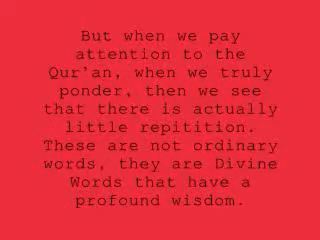 But when we pay
attention to the
Qur'an, when we truly
ponder, then we see
that there is actually
little repitition.
These are not ordinary
words, they are Divine
Words that have a
profound wisdom.